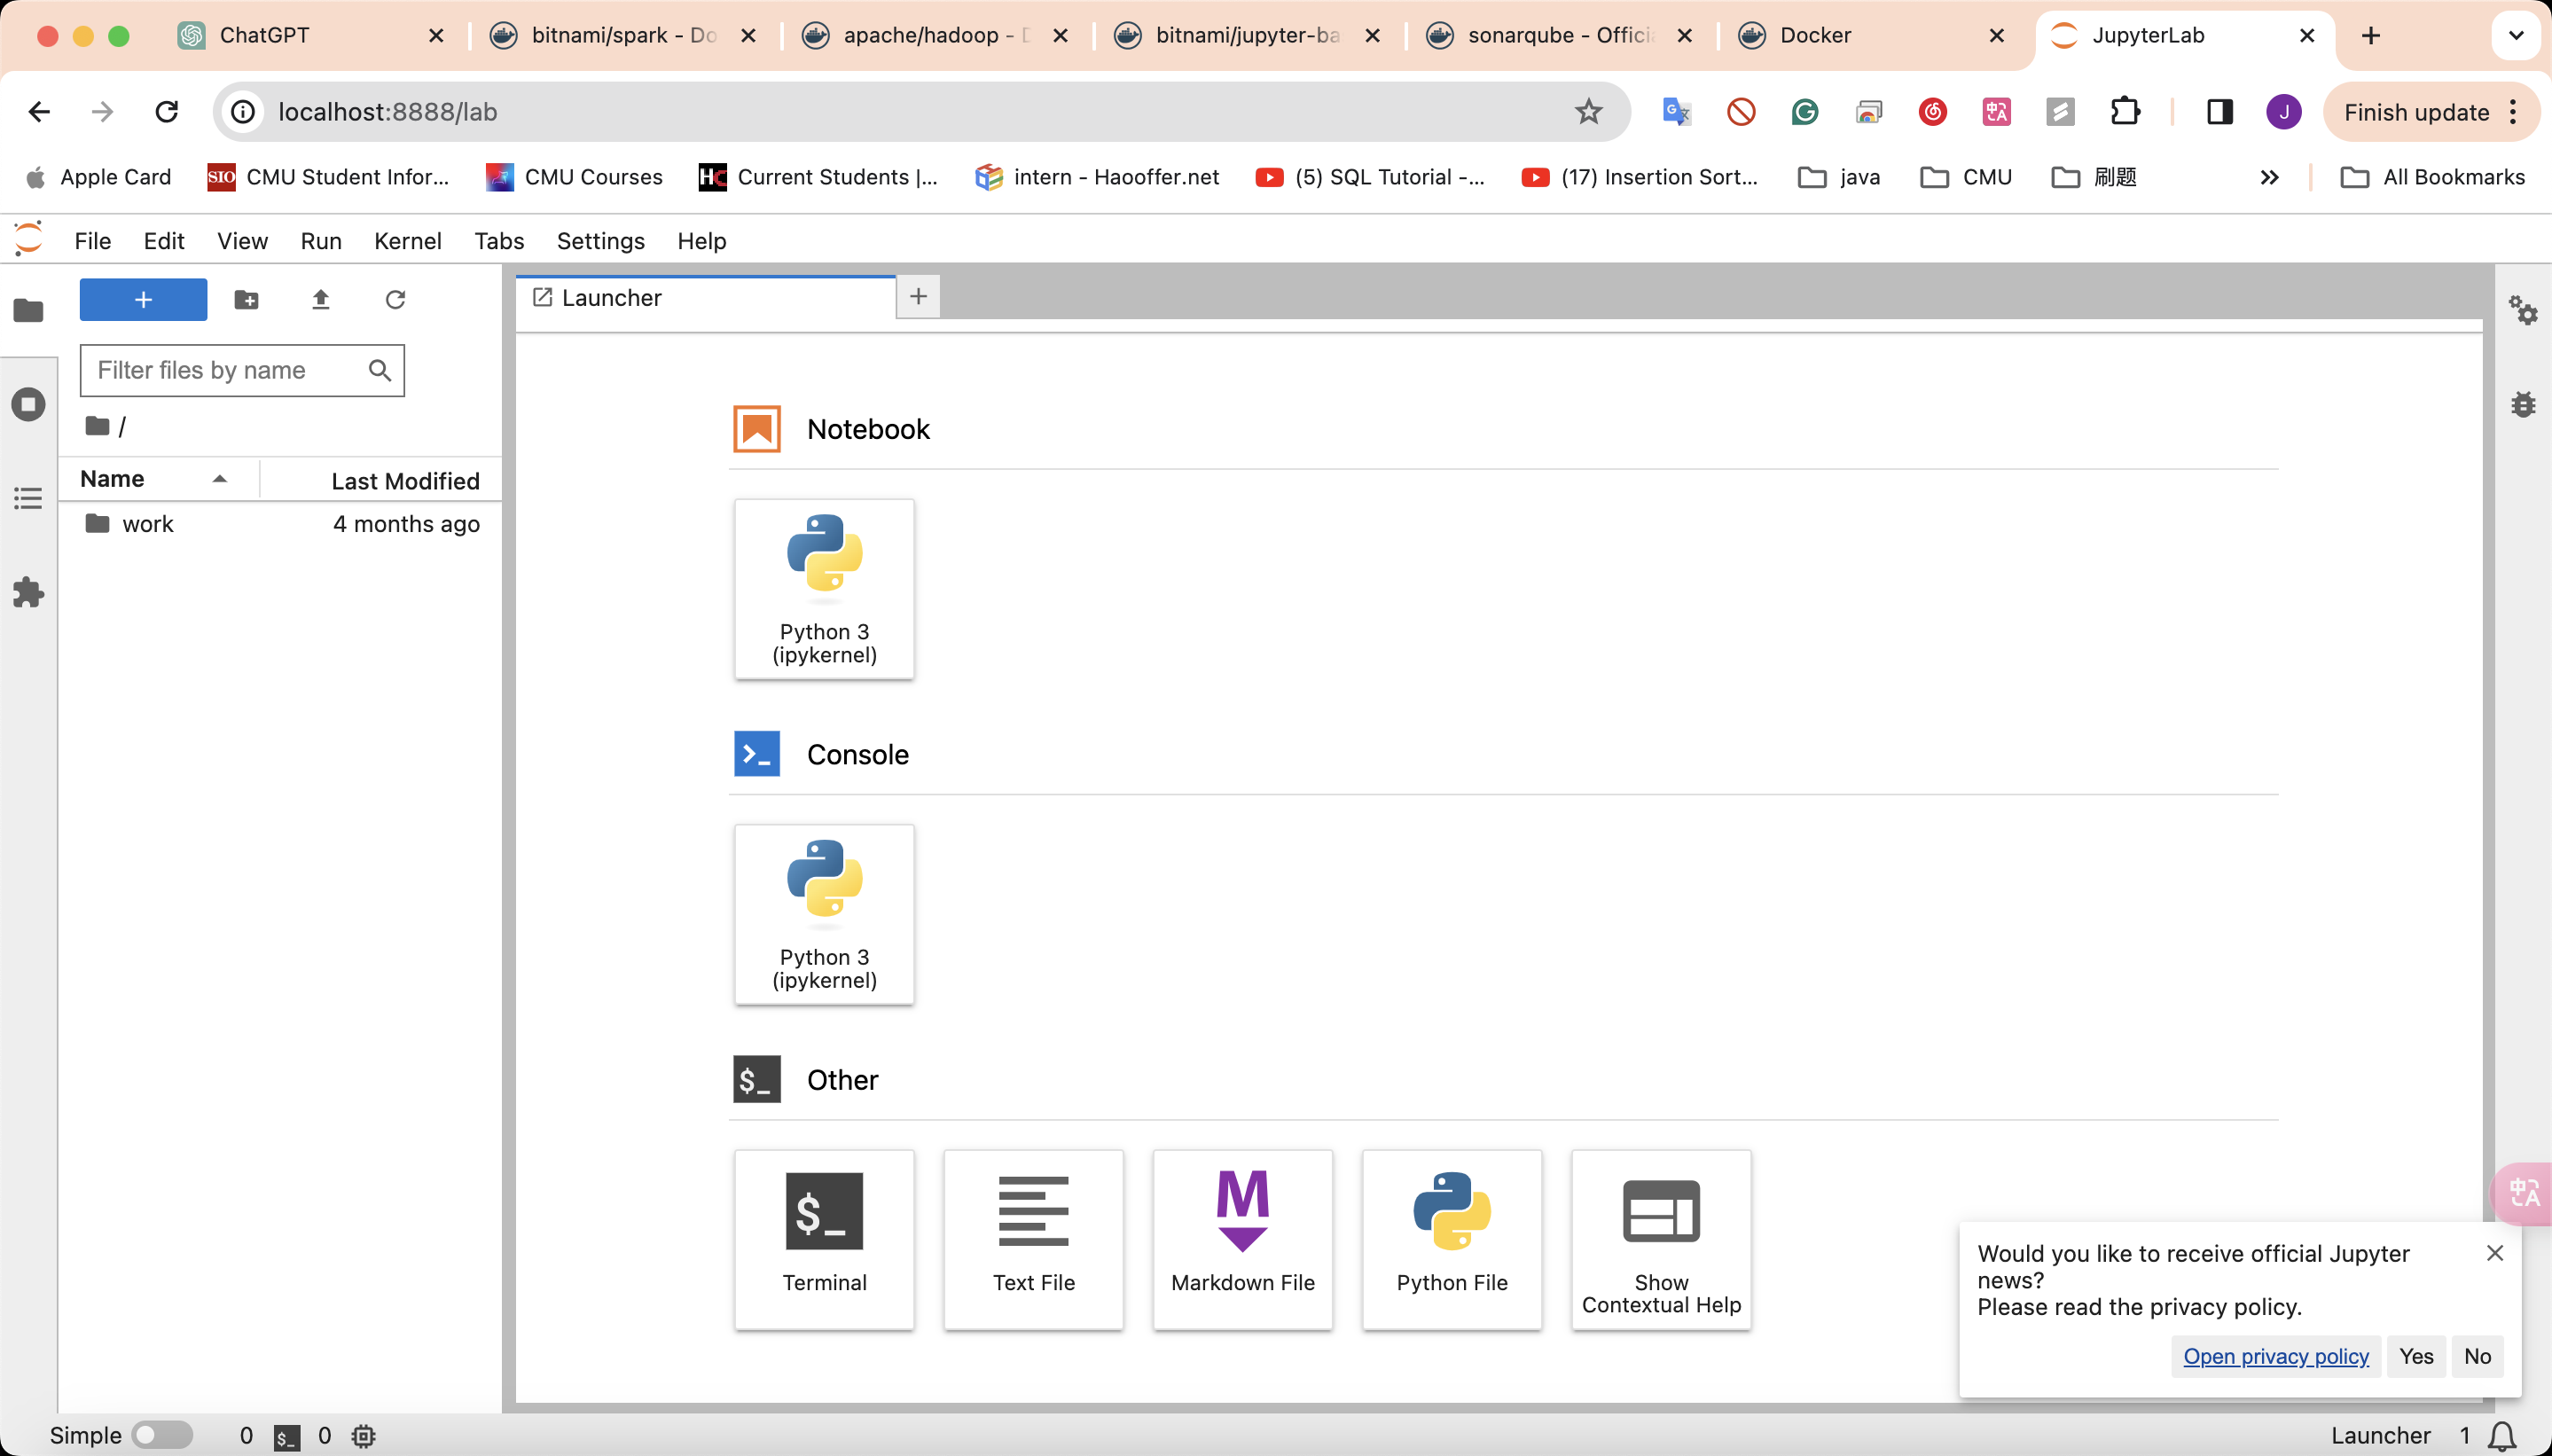 ChatGPT
bitnami/spark - Do
apache/hadoop - D
bitnami/jupyter-ba
sonarqube - Offici
Docker
JupyterLab
localhost:8888/lab
J
Finish update
Apple Card
SIO CMU Student Infor...
CMU Courses
HC Current Students |...
intern - Haooffer.net
(5) SQL Tutorial -...
(17) Insertion Sort...
java
CMU
刷题
All Bookmarks
File Edit View Run Kernel Tabs Settings Help
Launcher
Filter files by name
/
Name
Last Modified
work
4 months ago
Notebook
Python 3
(ipykernel)
Console
Python 3
(ipykernel)
Other
$_
Terminal
Text File
Markdown File
Python File
Show
Contextual Help
中A
Would you like to receive official Jupyter
news?
Please read the privacy policy.
Open privacy policy
Yes
No
Simple
0 $_ 0
Launcher 1